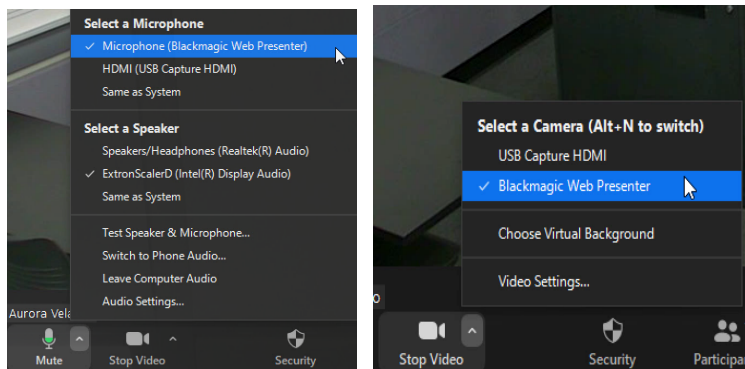 Select a Microphone
Microphone (Blackmagic Web Presenter)
HDMI (USB Capture HDMI)
Same as System
Select a Speaker
Speakers/Headphones (Realtek(R) Audio)
ExtronScalerD (Intel(R) Display Audio)
Same as System
Test Speaker & Microphone...
Switch to Phone Audio...
Leave Computer Audio
Audio Settings...
Aurora Vela
Mute
Stop Video
Security
Select a Camera (Alt+N to switch)
USB Capture HDMI
Blackmagic Web Presenter
Choose Virtual Background
Video Settings...
o
Stop Video
Security
Participa